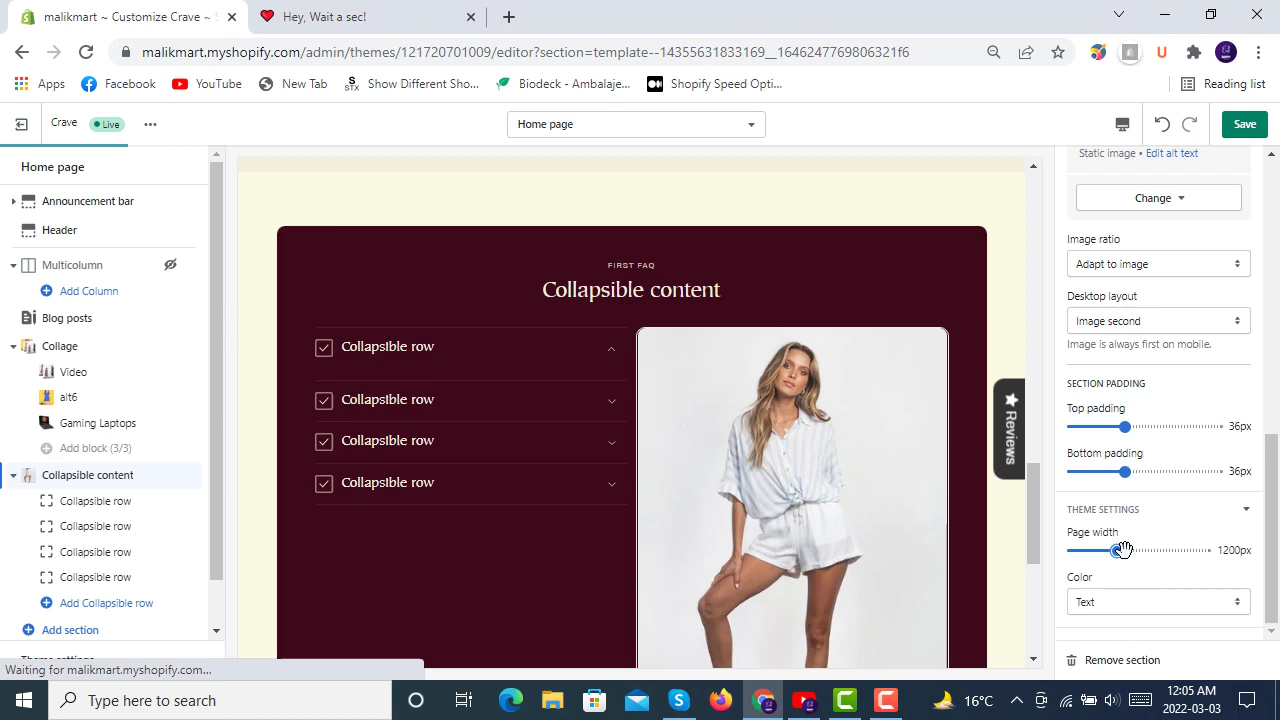 malikmart ~ Customize Crave ~ S
Hey, Wait a sec!
malikmart.myshopify.com/admin/themes/121720701009/editor?section=template--14355631833169__1646247769806321f6
Apps
Facebook
YouTube
New Tab
STX
Show Different Sho...
Biodeck - Ambalaje...
Shopify Speed Opti...
Reading list
Crave
Live
Home page
Save
Home page
Announcement bar
Header
Multicolumn
Add Column
Blog posts
Collage
Video
alt6
Gaming Laptops
Add block (3/3)
Collapsible content
Collapsible row
Collapsible row
Collapsible row
Collapsible row
Add Collapsible row
Add section
Waiting for malikmart.myshopify.com...
FIRST FAQ
Collapsible content
Collapsible row
Collapsible row
Collapsible row
Collapsible row
Reviews
Static image • Edit alt text
Change
Image ratio
Adapt to image
Desktop layout
Image second
Image is always first on mobile.
SECTION PADDING
Top padding
36px
Bottom padding
36px
THEME SETTINGS
Page width
1200px
Color
Text
Remove section
Type here to search
16°C
12:05 AM
2022-03-03